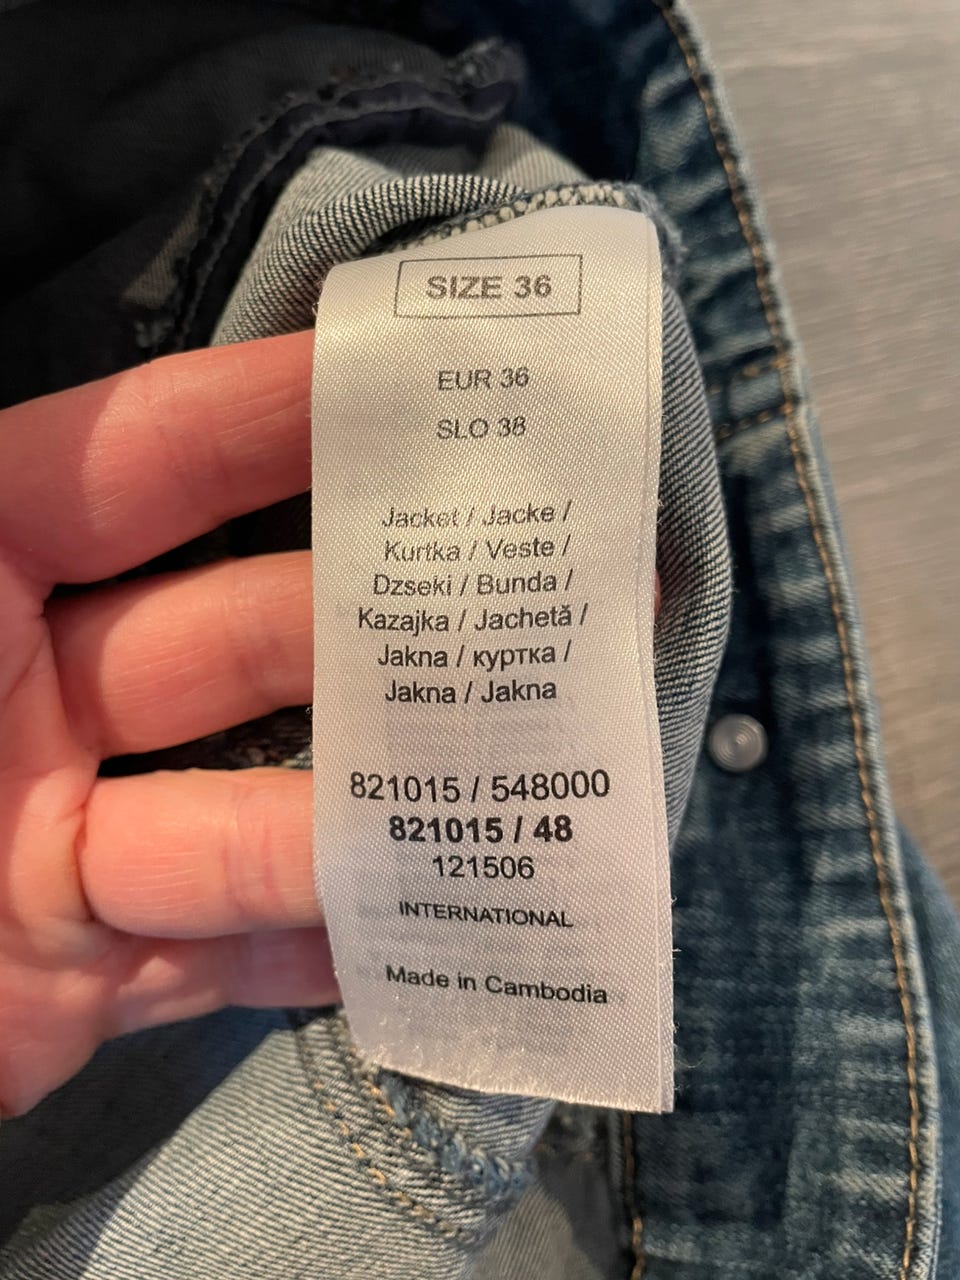 SIZE 36
EUR 36
SLO 38
Jacket / Jacke /
Kurtka / Veste /
Dzseki / Bunda /
Kazajka / Jachetă /
Jakna / куртка /
Jakna / Jakna
821015 / 548000
821015 / 48
121506
INTERNATIONAL
Made in Cambodia